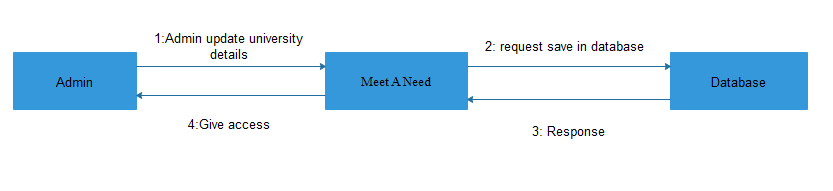 1:Admin update university
details
2: request save in database
Admin
Meet A Need
Database
4:Give access
3: Response